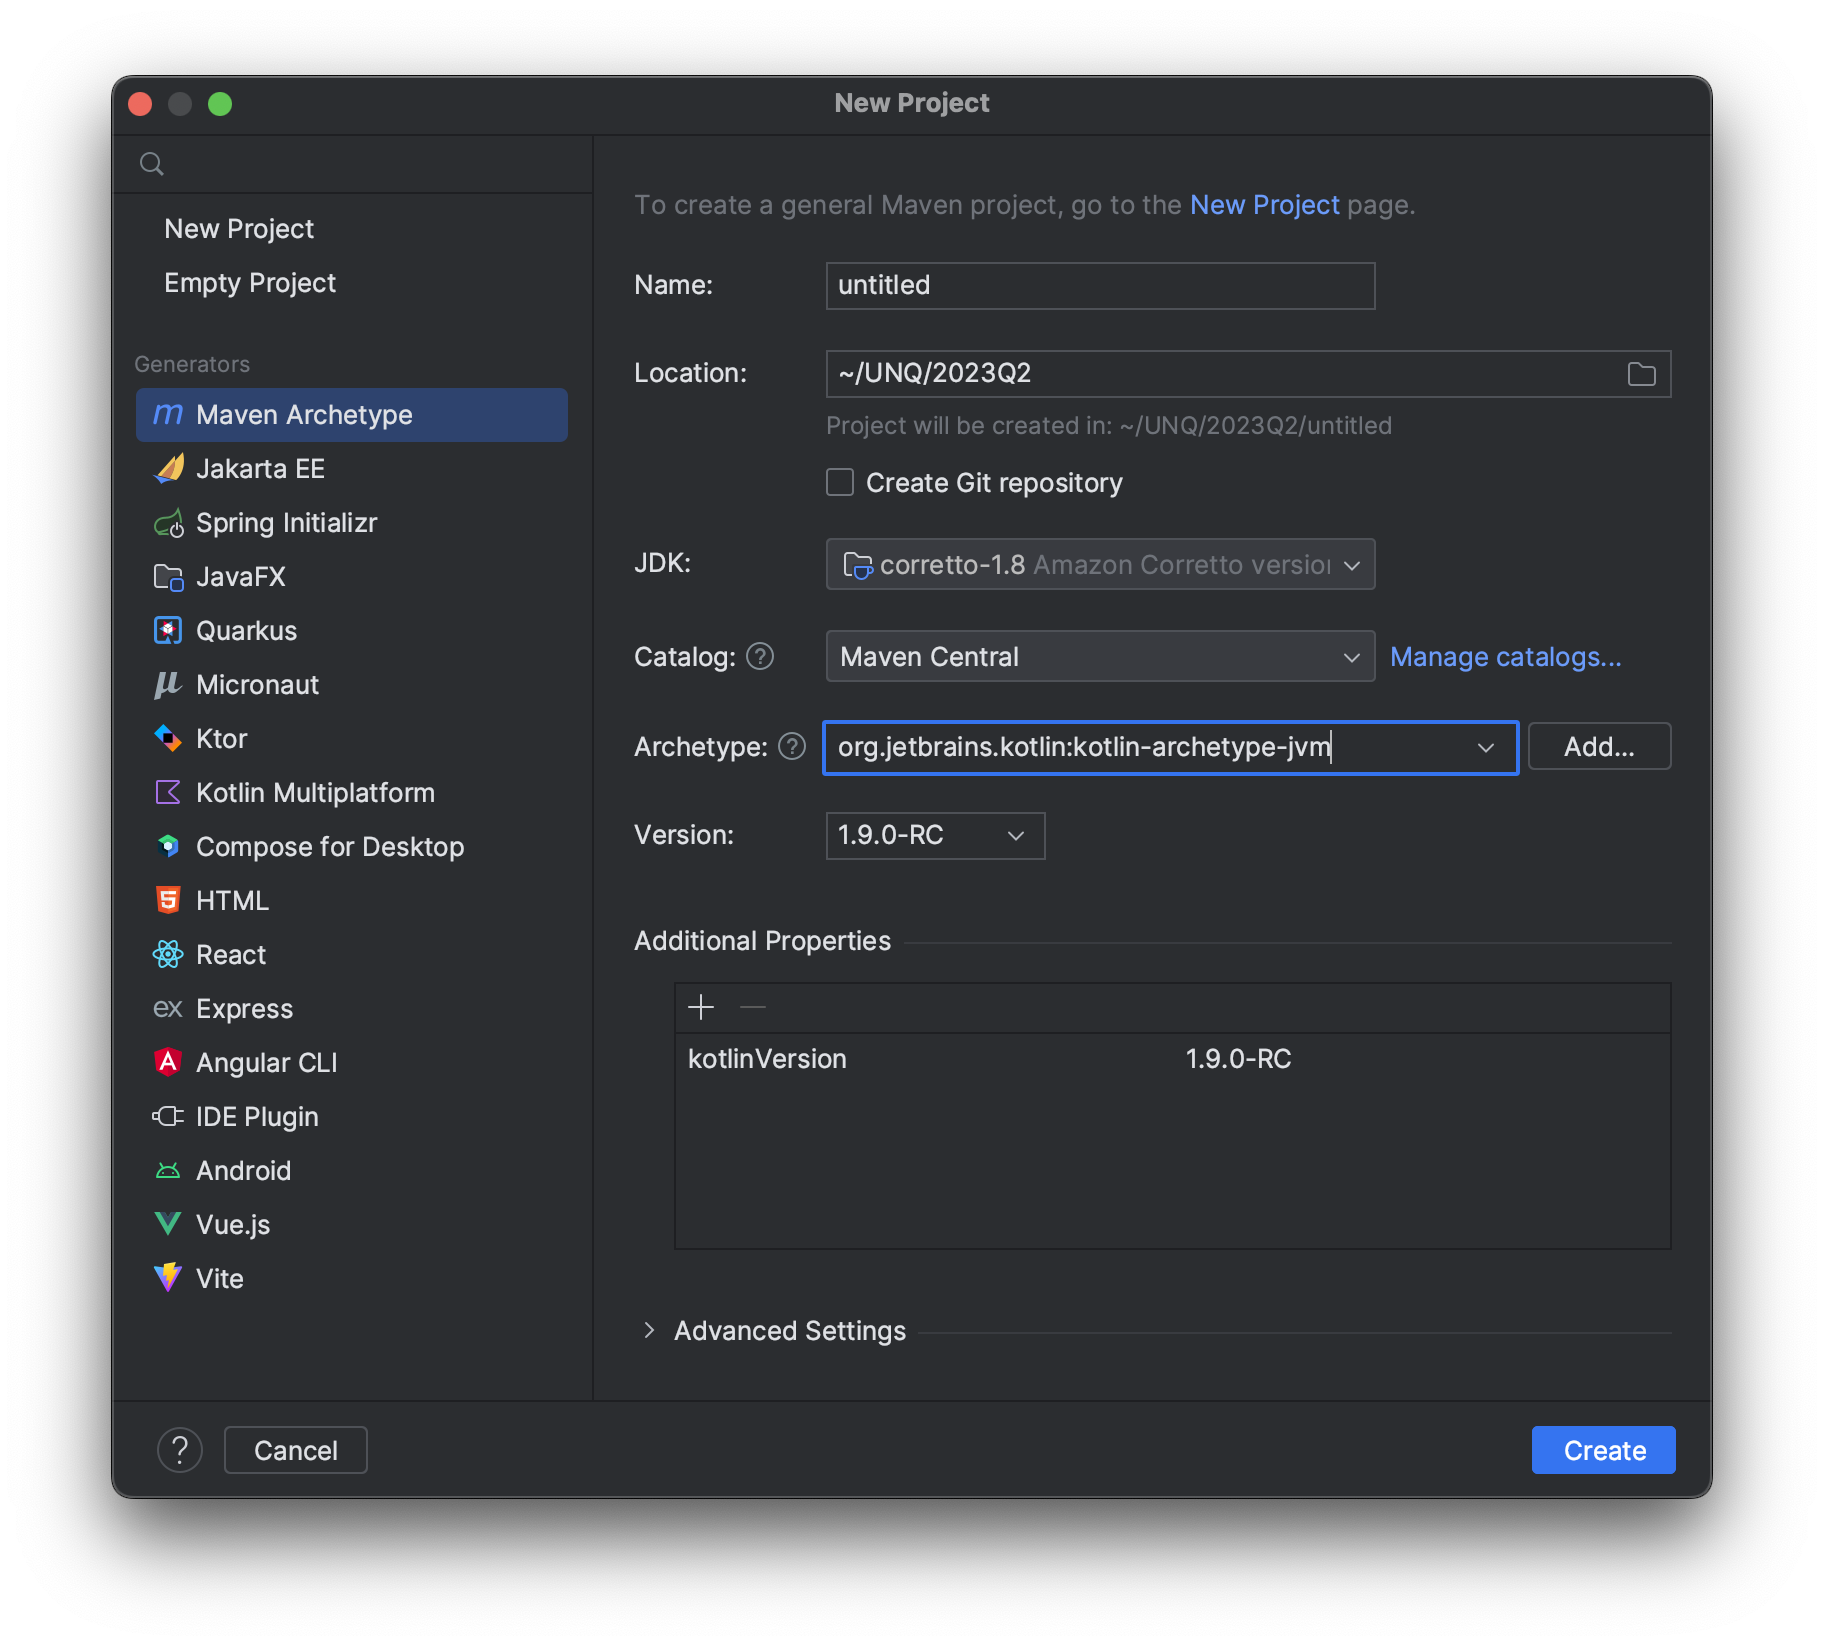 New Project
New Project
Empty Project
Generators
m Maven Archetype
Jakarta EE
Spring Initializr
JavaFX
Quarkus
μ Micronaut
Ktor
Kotlin Multiplatform
Compose for Desktop
5 HTML
React
ex Express
A Angular CLI
IDE Plugin
Android
Vue.js
Vite
To create a general Maven project, go to the New Project page.
Name: untitled
Location: ~/UNQ/2023Q2
Project will be created in: ~/UNQ/2023Q2/untitled
Create Git repository
JDK: corretto-1.8 Amazon Corretto version
Catalog: ? Maven Central Manage catalogs...
Archetype: ? org.jetbrains.kotlin:kotlin-archetype-jvm Add...
Version: 1.9.0-RC
Additional Properties
kotlinVersion 1.9.0-RC
Advanced Settings
? Cancel Create